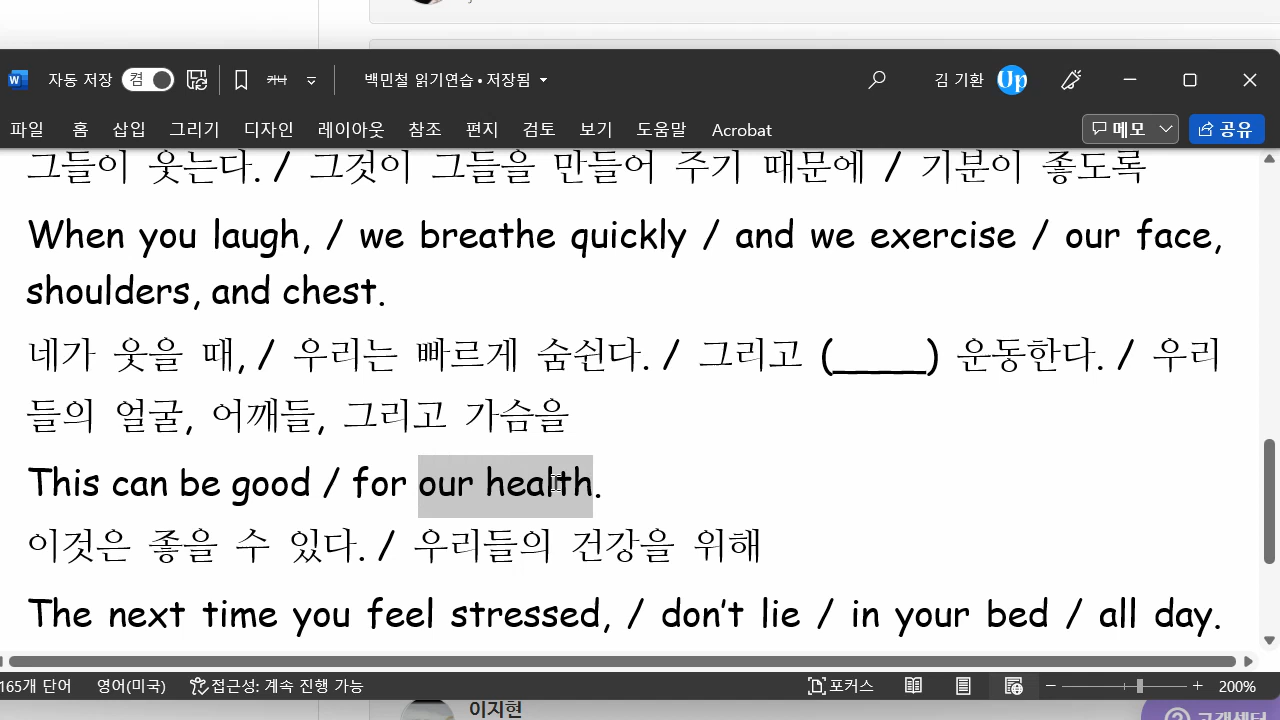 자동 저장 켬 가나 백민철 읽기연습 • 저장됨 김 기환 Up
파일 홈 삽입 그리기 디자인 레이아웃 참조 편지 검토 보기 도움말 Acrobat 메모 공유
그들이 웃는다. / 그것이 그들을 만들어 주기 때문에 / 기분이 좋도록
When you laugh, / we breathe quickly / and we exercise / our face,
shoulders, and chest.
네가 웃을 때, / 우리는 빠르게 숨쉰다. / 그리고 (_____) 운동한다. / 우리
들의 얼굴, 어깨들, 그리고 가슴을
This can be good / for our health.
이것은 좋을 수 있다. / 우리들의 건강을 위해
The next time you feel stressed, / don't lie / in your bed / all day.
165개 단어 영어(미국) 접근성: 계속 진행 가능 포커스 200%
이지현
고객센터